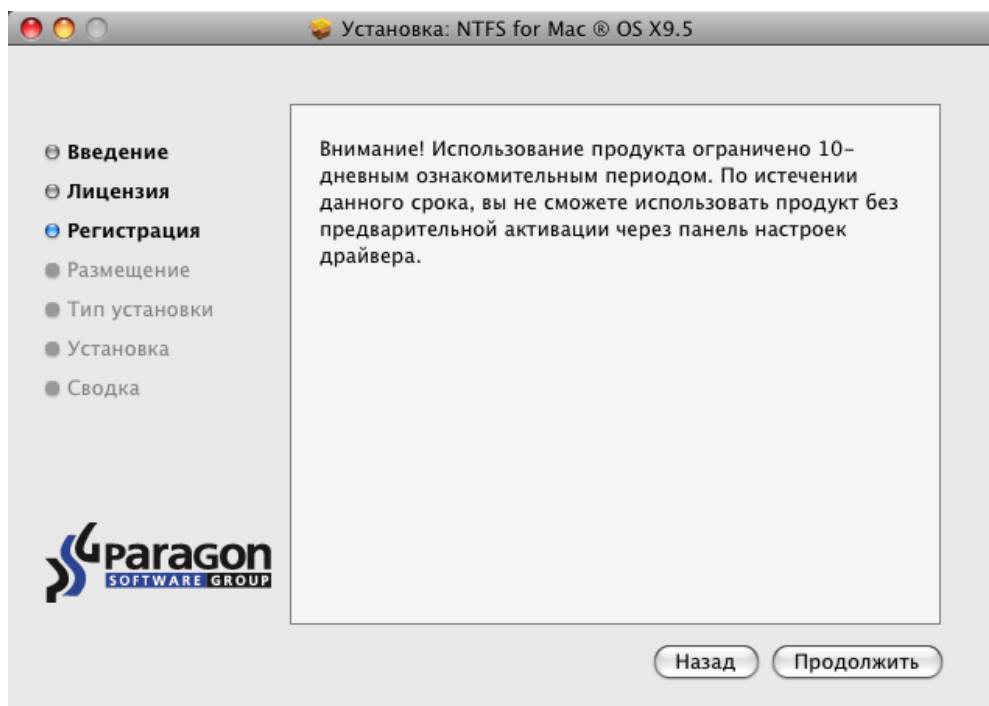 Установка: NTFS for Mac ® OS X9.5
Введение
Лицензия
Регистрация
Размещение
Тип установки
Установка
Сводка
Внимание! Использование продукта ограничено 10-
дневным ознакомительным периодом. По истечении
данного срока, вы не сможете использовать продукт без
предварительной активации через панель настроек
драйвера.
paragon
SOFTWARE GROUP
Назад
Продолжить